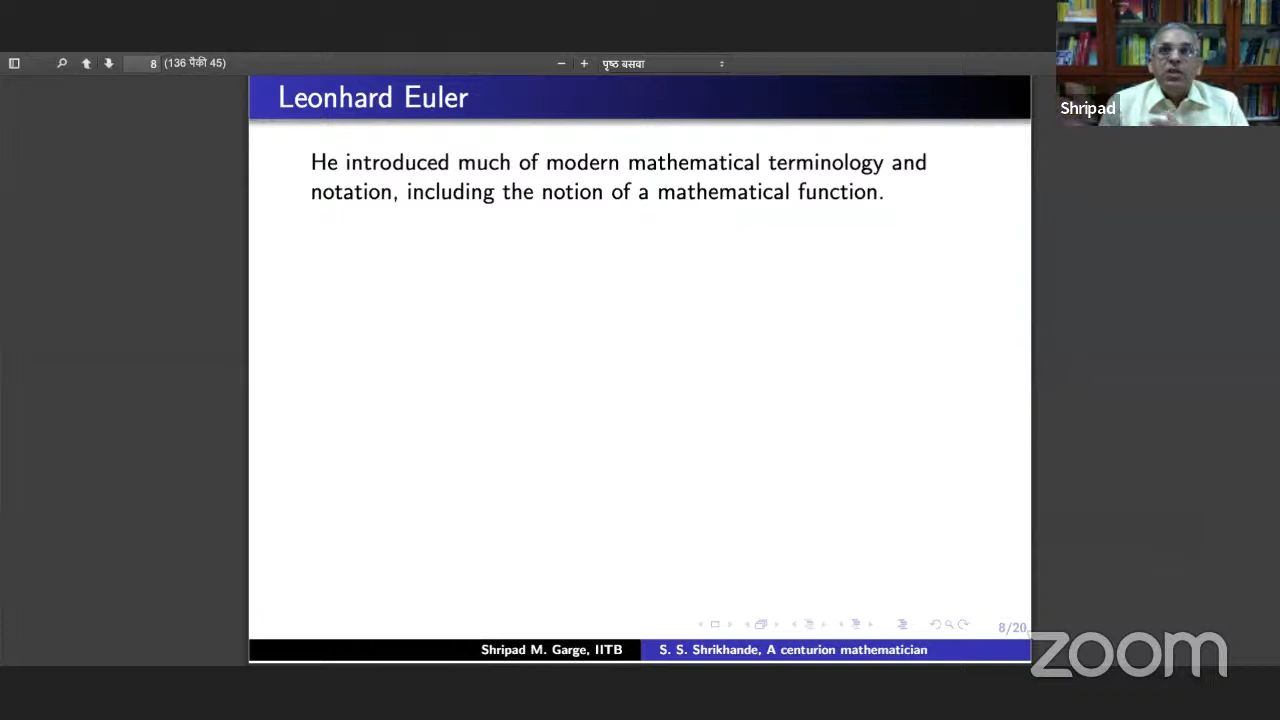 8 (136 पैकी 45)
पृष्ठ बसवा
Shripad
Leonhard Euler
He introduced much of modern mathematical terminology and
notation, including the notion of a mathematical function.
8/20
Shripad M. Garge, IITB
S. S. Shrikhande, A centurion mathematician
zoom